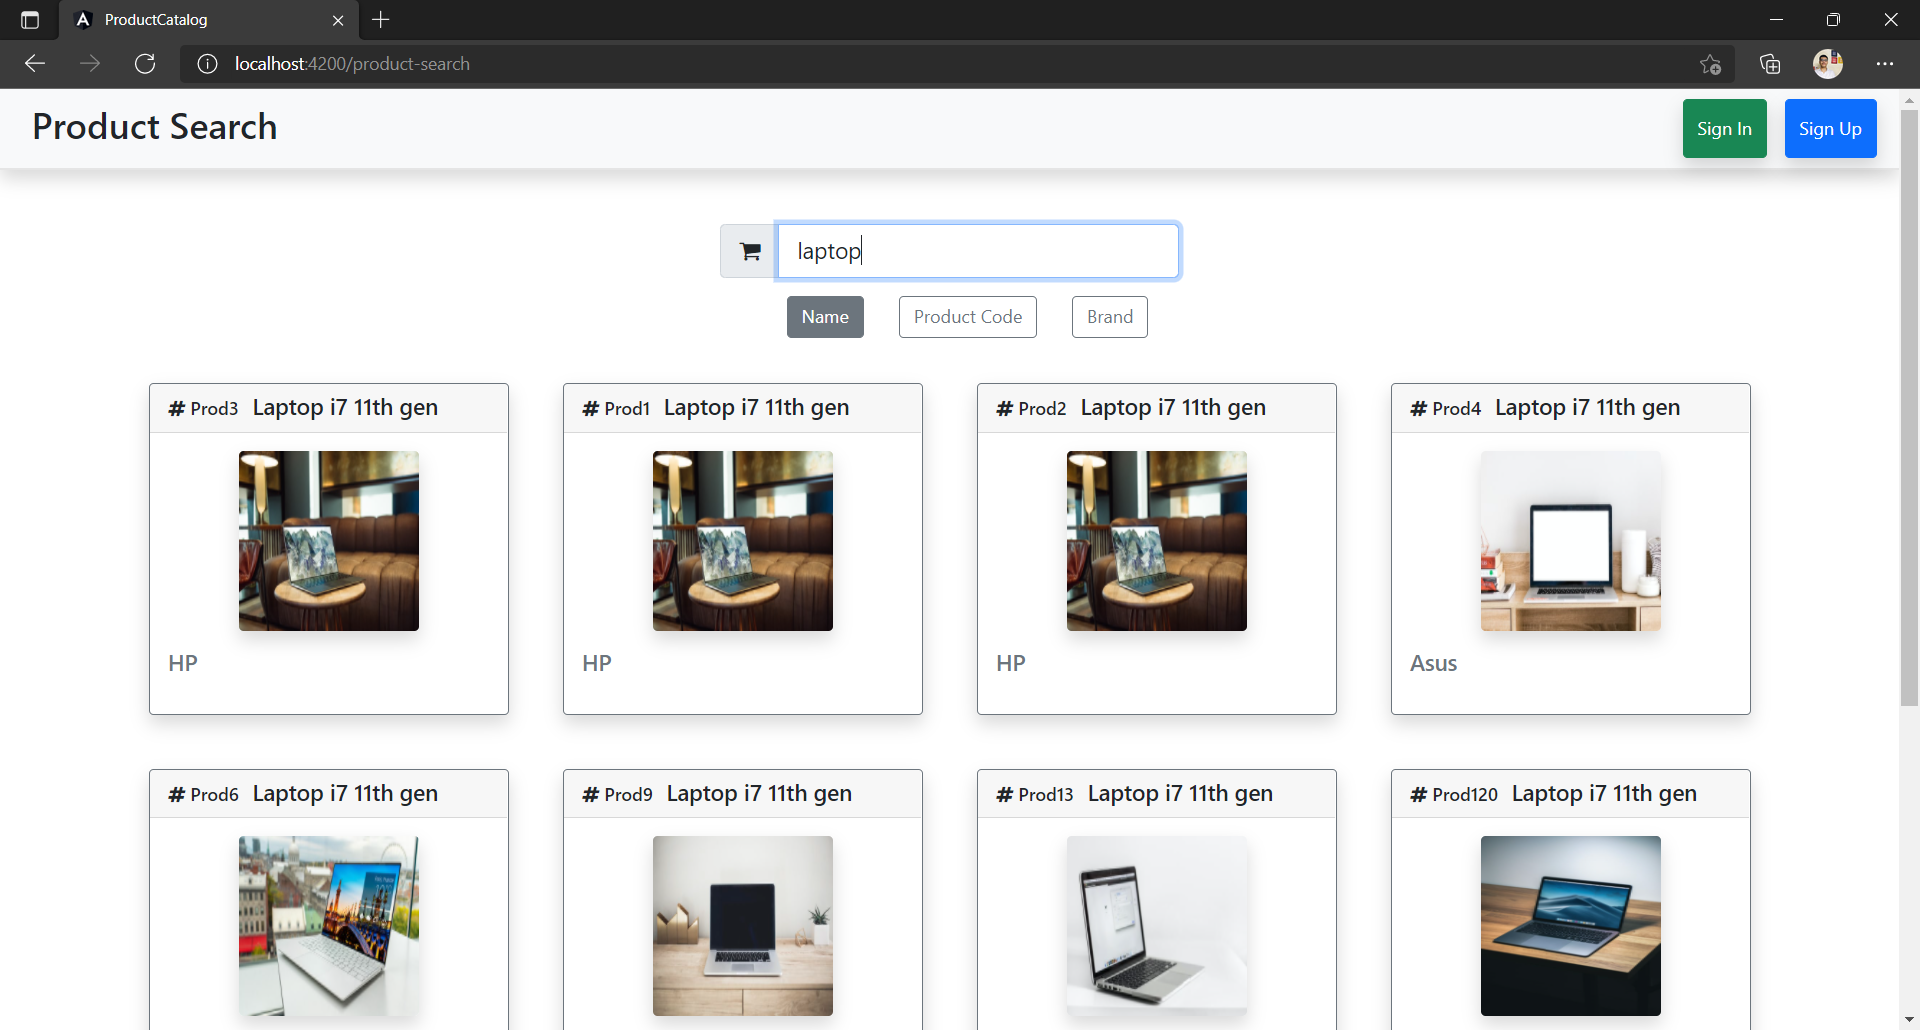 ProductCatalog
localhost:4200/product-search
Product Search
Sign In
Sign Up
laptop
Name
Product Code
Brand
# Prod3 Laptop i7 11th gen
# Prod1 Laptop i7 11th gen
# Prod2 Laptop i7 11th gen
# Prod4 Laptop i7 11th gen
HP
HP
HP
Asus
# Prod6 Laptop i7 11th gen
# Prod9 Laptop i7 11th gen
# Prod13 Laptop i7 11th gen
# Prod120 Laptop i7 11th gen